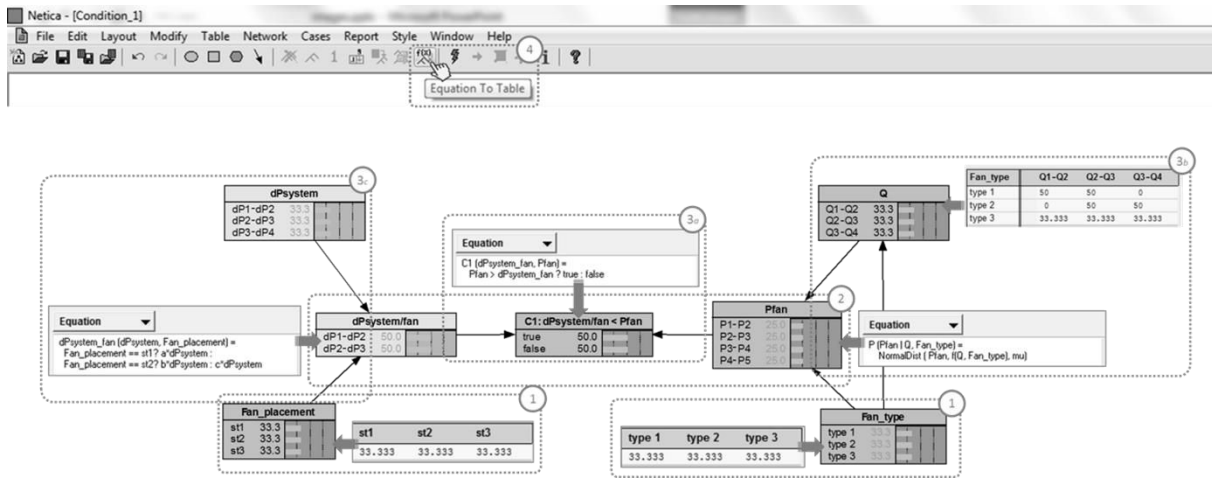 Netica - [Condition_1]
File Edit Layout Modify Table Network Cases Report Style Window Help
4
Equation To Table
3c
dPsystem
dP1-dP2 33.3
dP2-dP3 33.3
dP3-dP4 33.3
3a
Equation
C1 (dPsystem_fan, Pfan) =
Pfan > dPsystem_fan ? true : false
3b
Q
Q1-Q2 33.3
Q2-Q3 33.3
Q3-Q4 33.3
Fan_type Q1-Q2 Q2-Q3 Q3-Q4
type 1 50 50 0
type 2 0 50 50
type 3 33.333 33.333 33.333
Equation
dPsystem_fan (dPsystem, Fan_placement) =
Fan_placement == st1? a*dPsystem :
Fan_placement == st2? b*dPsystem : c*dPsystem
dPsystem/fan
dP1-dP2 50.0
dP2-dP3 50.0
C1: dPsystem/fan < Pfan
true 50.0
false 50.0
2
Pfan
P1-P2 25.0
P2-P3 25.0
P3-P4 25.0
P4-P5 25.0
Equation
P (Pfan | Q, Fan_type) =
NormalDist ( Pfan, f(Q, Fan_type), mu)
1
Fan_placement
st1 33.3
st2 33.3
st3 33.3
st1 st2 st3
33.333 33.333 33.333
1
type 1 type 2 type 3
33.333 33.333 33.333
Fan_type
type 1 33.3
type 2 33.3
type 3 33.3